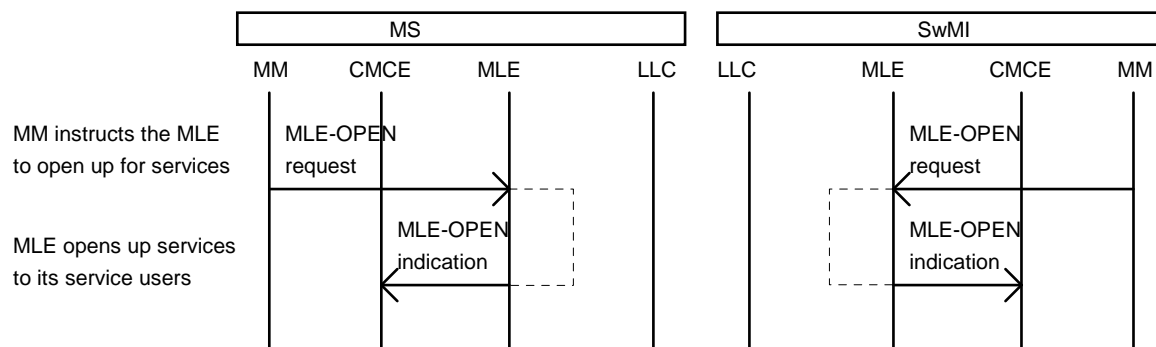 MS SwMI
MM CMCE MLE LLC LLC MLE CMCE MM
MM instructs the MLE
to open up for services
MLE-OPEN
request
MLE-OPEN
request
MLE opens up services
to its service users
MLE-OPEN
indication
MLE-OPEN
indication